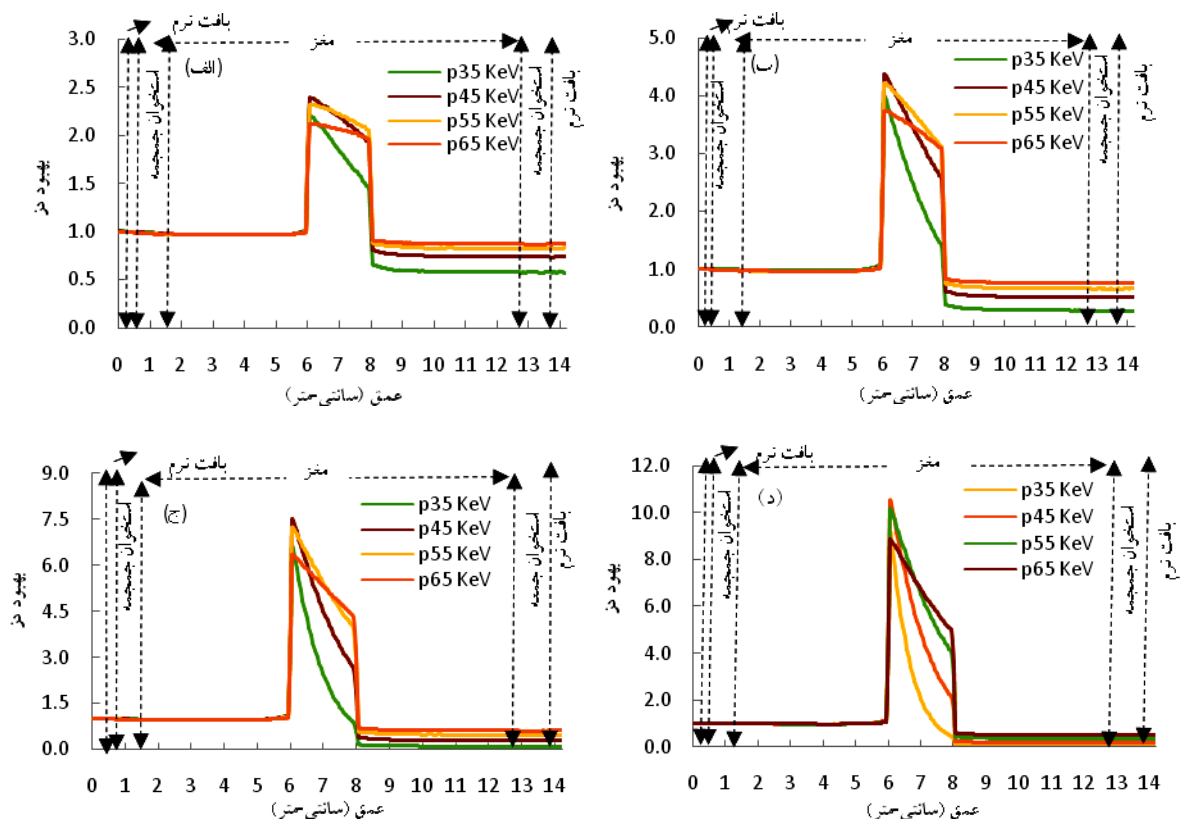 بافت نرم
مغز
3.0
2.5
2.0
1.5
1.0
0.5
0.0
(الف)
استخوان جمجمه
p35 KeV
p45 KeV
p55 KeV
p65 KeV
استخوان جمجمه
بافت نرم
بهبود دز
0 1 2 3 4 5 6 7 8 9 10 11 12 13 14
عمق (سانتی‌متر)
بافت نرم
مغز
5.0
4.0
3.0
2.0
1.0
0.0
(ب)
استخوان جمجمه
p35 KeV
p45 KeV
p55 KeV
p65 KeV
استخوان جمجمه
بافت نرم
بهبود دز
0 1 2 3 4 5 6 7 8 9 10 11 12 13 14
عمق (سانتی‌متر)
بافت نرم
مغز
9.0
7.5
6.0
4.5
3.0
1.5
0.0
(ج)
استخوان جمجمه
p35 KeV
p45 KeV
p55 KeV
p65 KeV
استخوان جمجمه
بافت نرم
بهبود دز
0 1 2 3 4 5 6 7 8 9 10 11 12 13 14
عمق (سانتی‌متر)
بافت نرم
مغز
12.0
10.0
8.0
6.0
4.0
2.0
0.0
(د)
استخوان جمجمه
p35 KeV
p45 KeV
p55 KeV
p65 KeV
استخوان جمجمه
بافت نرم
بهبود دز
0 1 2 3 4 5 6 7 8 9 10 11 12 13 14
عمق (سانتی‌متر)